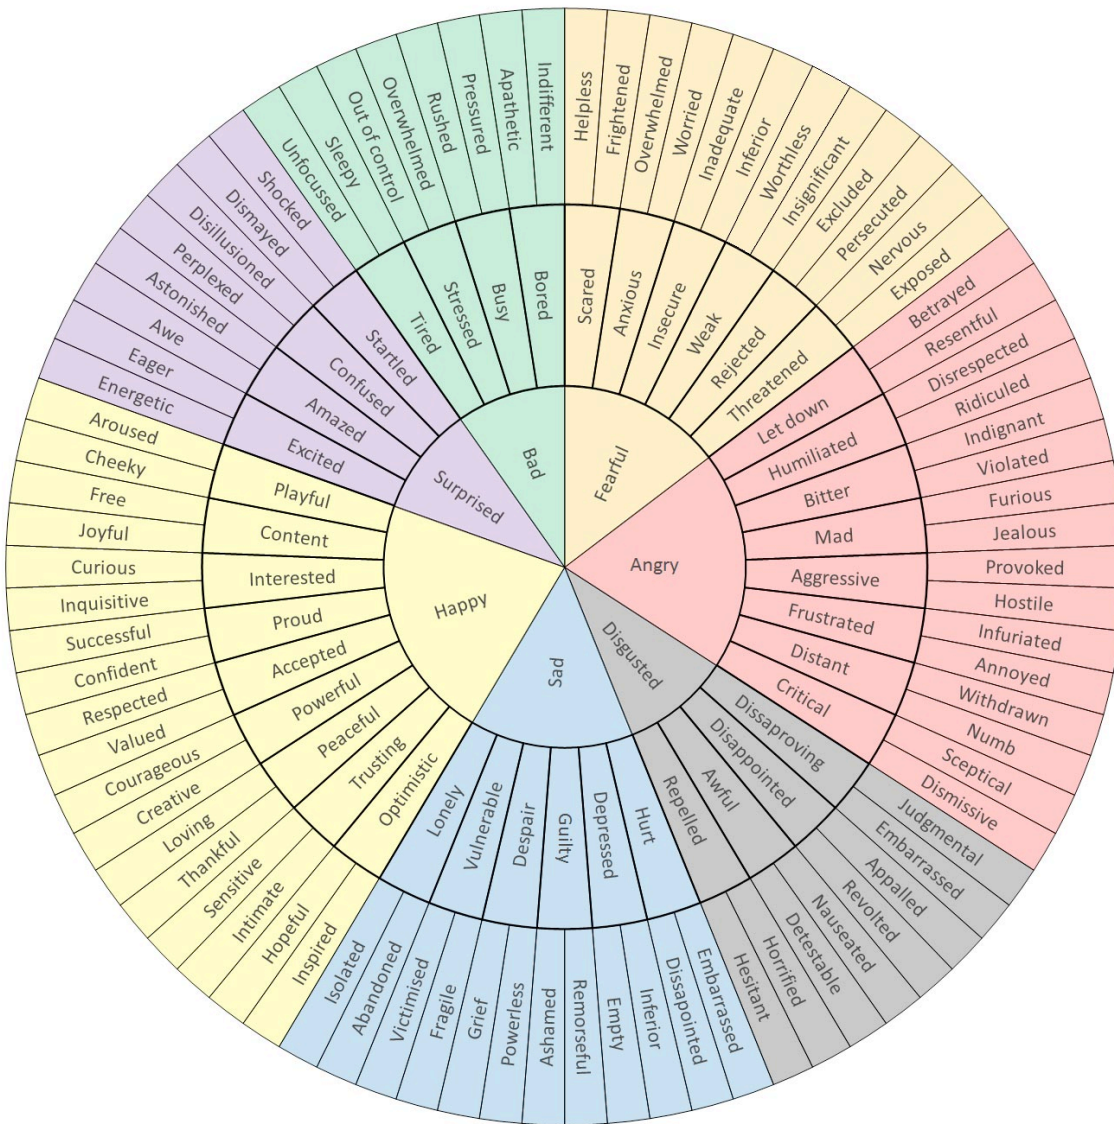 Bad
Fearful
Angry
Disgusted
Sad
Happy
Surprised
Tired
Stressed
Busy
Bored
Scared
Anxious
Insecure
Weak
Rejected
Threatened
Let down
Humiliated
Bitter
Mad
Aggressive
Frustrated
Distant
Critical
Dissaproving
Disappointed
Awful
Repelled
Hurt
Depressed
Guilty
Despair
Vulnerable
Lonely
Optimistic
Trusting
Peaceful
Powerful
Accepted
Proud
Interested
Content
Playful
Excited
Amazed
Confused
Startled
Unfocussed
Sleepy
Out of control
Overwhelmed
Rushed
Pressured
Apathetic
Indifferent
Helpless
Frightened
Overwhelmed
Worried
Inadequate
Inferior
Worthless
Insignificant
Excluded
Persecuted
Nervous
Exposed
Betrayed
Resentful
Disrespected
Ridiculed
Indignant
Violated
Furious
Jealous
Provoked
Hostile
Infuriated
Annoyed
Withdrawn
Numb
Sceptical
Dismissive
Judgmental
Embarrassed
Appalled
Revolted
Nauseated
Detestable
Horrified
Hesitant
Embarrassed
Dissapointed
Inferior
Empty
Remorseful
Ashamed
Powerless
Grief
Fragile
Victimised
Abandoned
Isolated
Inspired
Hopeful
Intimate
Sensitive
Thankful
Loving
Creative
Courageous
Valued
Respected
Confident
Successful
Inquisitive
Curious
Joyful
Free
Cheeky
Aroused
Energetic
Eager
Awe
Astonished
Perplexed
Disillusioned
Dismayed
Shocked